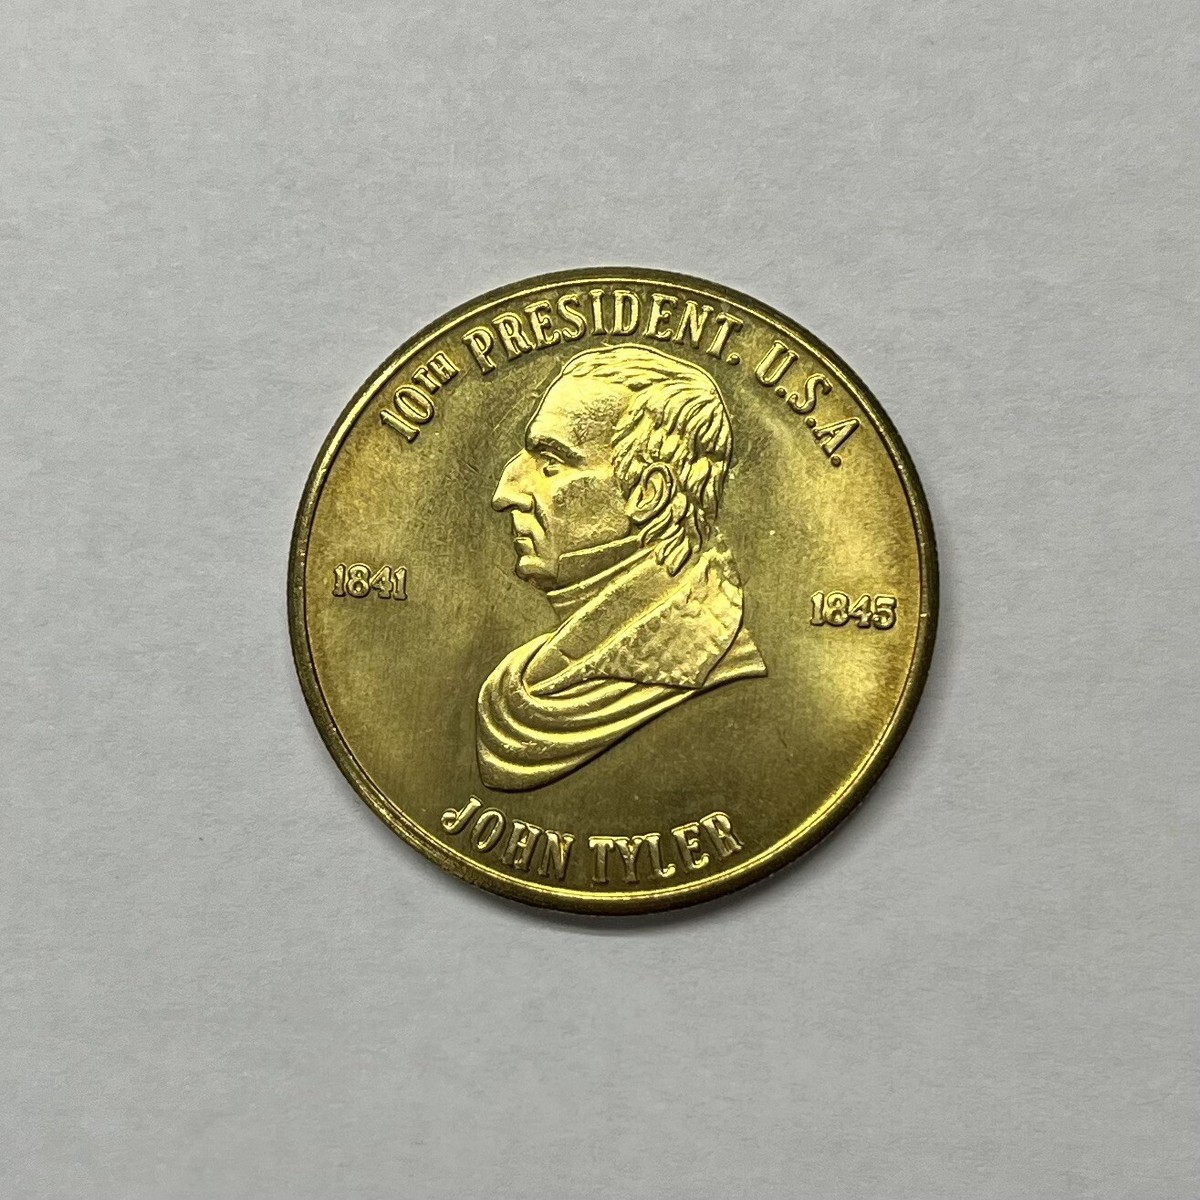 10TH PRESIDENT, U.S.A.
1841
1845
JOHN TYLER